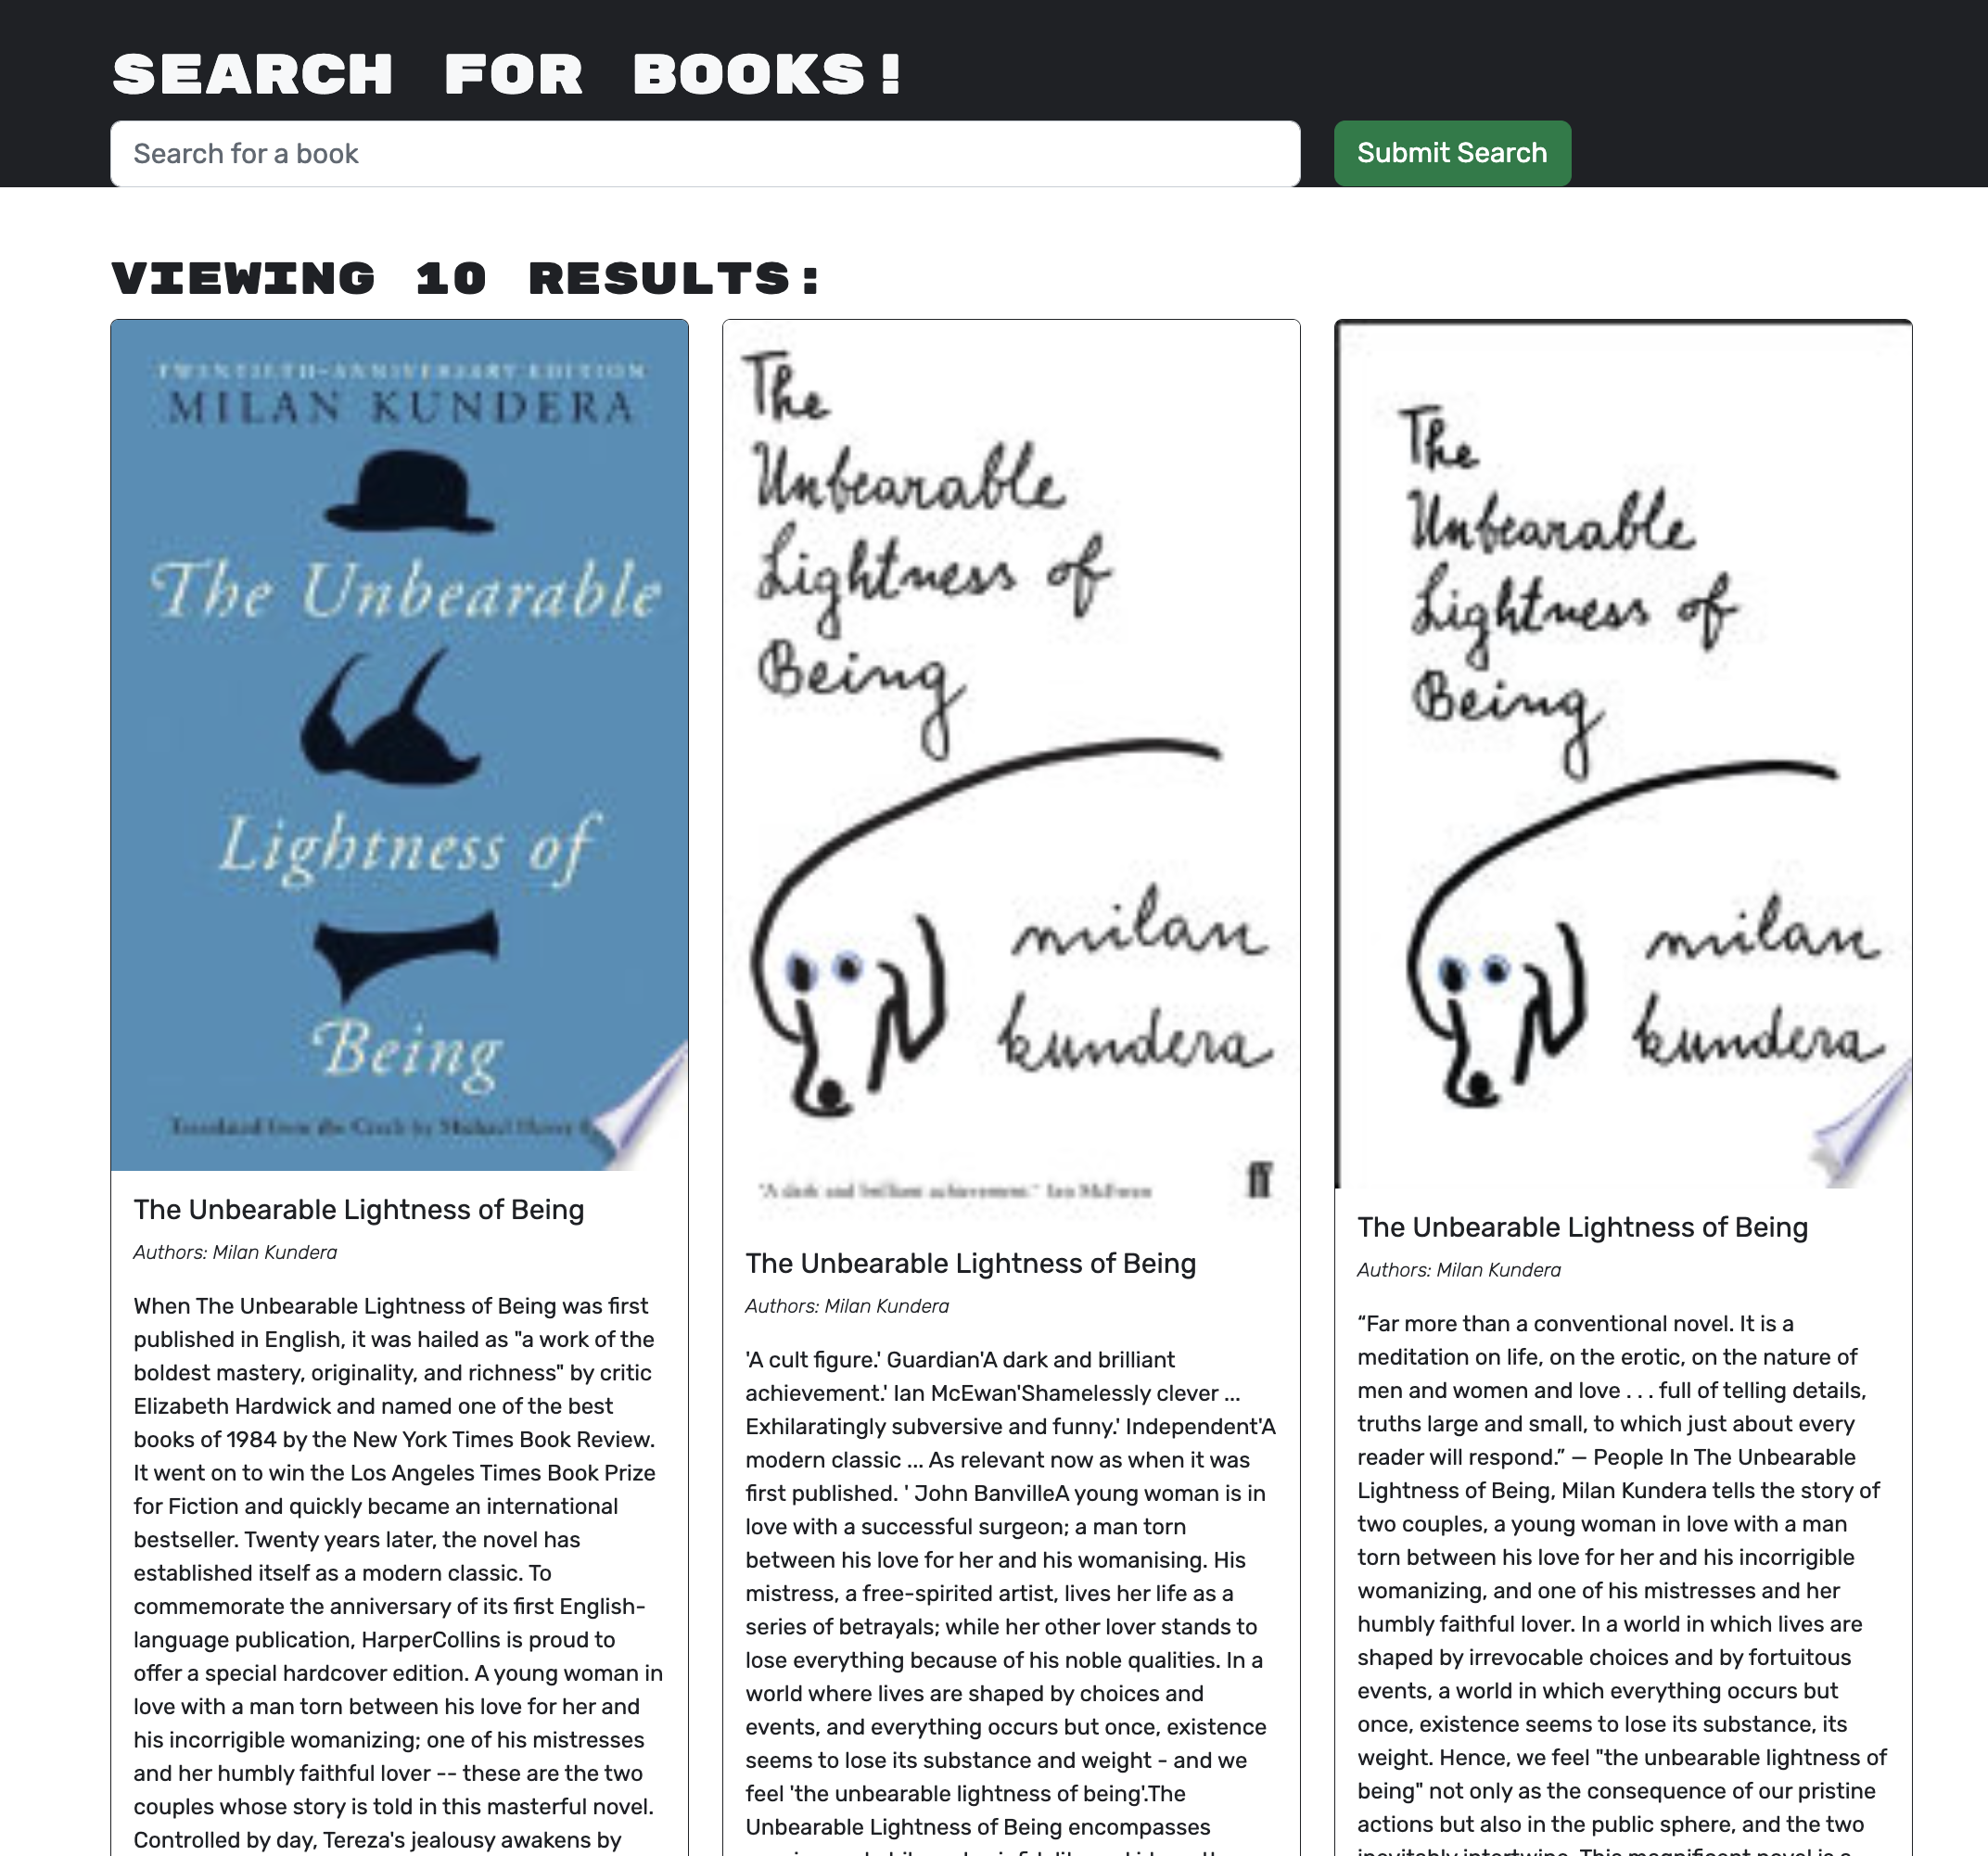 SEARCH FOR BOOKS!
Search for a book
Submit Search
VIEWING 10 RESULTS:
TWENTIETH-ANNIVERSARY EDITION
MILAN KUNDERA
The Unbearable
Lightness of
Being
Translated from the Czech by Michael Henry
The Unbearable Lightness of Being
Authors: Milan Kundera
When The Unbearable Lightness of Being was first
published in English, it was hailed as "a work of the
boldest mastery, originality, and richness" by critic
Elizabeth Hardwick and named one of the best
books of 1984 by the New York Times Book Review.
It went on to win the Los Angeles Times Book Prize
for Fiction and quickly became an international
bestseller. Twenty years later, the novel has
established itself as a modern classic. To
commemorate the anniversary of its first English-
language publication, HarperCollins is proud to
offer a special hardcover edition. A young woman in
love with a man torn between his love for her and
his incorrigible womanizing; one of his mistresses
and her humbly faithful lover -- these are the two
couples whose story is told in this masterful novel.
Controlled by day, Tereza's jealousy awakens by
The
Unbearable
Lightness of
Being
milan
kundera
"A dark and brilliant achievement." Ian McEwan
ff
The Unbearable Lightness of Being
Authors: Milan Kundera
'A cult figure.' Guardian'A dark and brilliant
achievement.' Ian McEwan'Shamelessly clever ...
Exhilaratingly subversive and funny.' Independent'A
modern classic ... As relevant now as when it was
first published. ' John BanvilleA young woman is in
love with a successful surgeon; a man torn
between his love for her and his womanising. His
mistress, a free-spirited artist, lives her life as a
series of betrayals; while her other lover stands to
lose everything because of his noble qualities. In a
world where lives are shaped by choices and
events, and everything occurs but once, existence
seems to lose its substance and weight - and we
feel 'the unbearable lightness of being'.The
Unbearable Lightness of Being encompasses
The
Unbearable
Lightness of
Being
milan
kundera
The Unbearable Lightness of Being
Authors: Milan Kundera
“Far more than a conventional novel. It is a
meditation on life, on the erotic, on the nature of
men and women and love . . . full of telling details,
truths large and small, to which just about every
reader will respond.” — People In The Unbearable
Lightness of Being, Milan Kundera tells the story of
two couples, a young woman in love with a man
torn between his love for her and his incorrigible
womanizing, and one of his mistresses and her
humbly faithful lover. In a world in which lives are
shaped by irrevocable choices and by fortuitous
events, a world in which everything occurs but
once, existence seems to lose its substance, its
weight. Hence, we feel "the unbearable lightness of
being" not only as the consequence of our pristine
actions but also in the public sphere, and the two